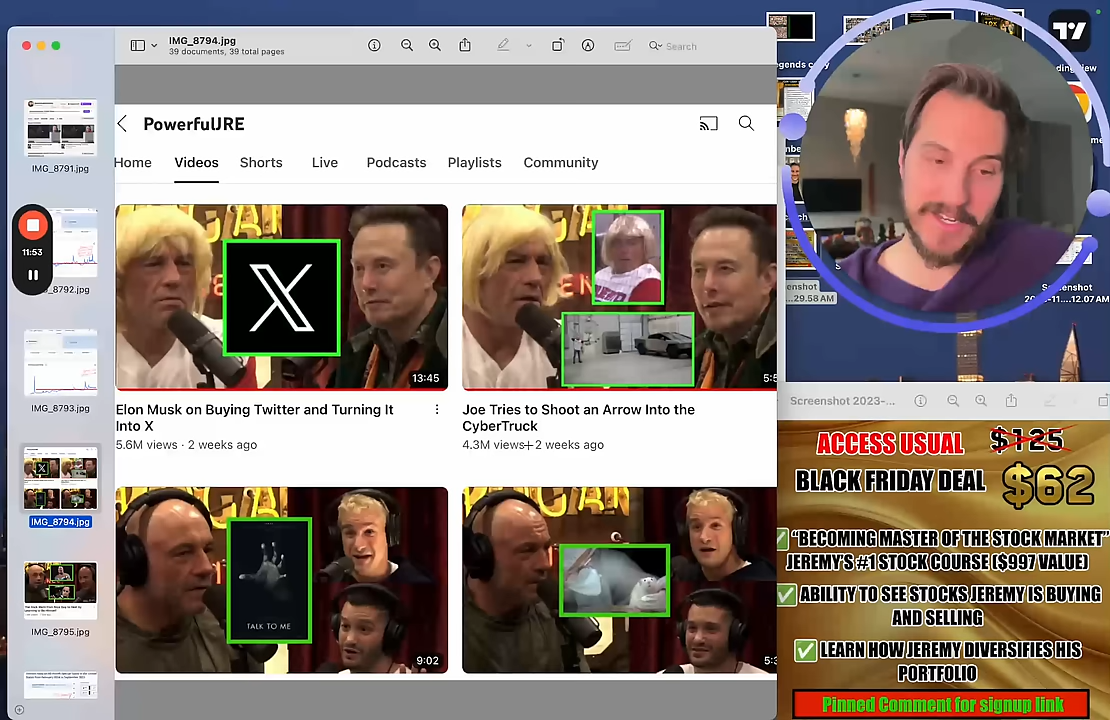 IMG_8794.jpg
39 documents, 39 total pages
Search
IMG_8791.jpg
11:53
IMG_8793.jpg
IMG_8794.jpg
IMG_8795.jpg
PowerfulJRE
Home Videos Shorts Live Podcasts Playlists Community
X
13:45
Elon Musk on Buying Twitter and Turning It
Into X
5.6M views · 2 weeks ago
Joe Tries to Shoot an Arrow Into the
CyberTruck
4.3M views 2 weeks ago
TALK TO ME
9:02
Screenshot 2023-...
ACCESS USUAL $125
BLACK FRIDAY DEAL $62
"BECOMING MASTER OF THE STOCK MARKET"
JEREMY'S #1 STOCK COURSE ($997 VALUE)
ABILITY TO SEE STOCKS JEREMY IS BUYING
AND SELLING
LEARN HOW JEREMY DIVERSIFIES HIS
PORTFOLIO
Pinned Comment for signup link